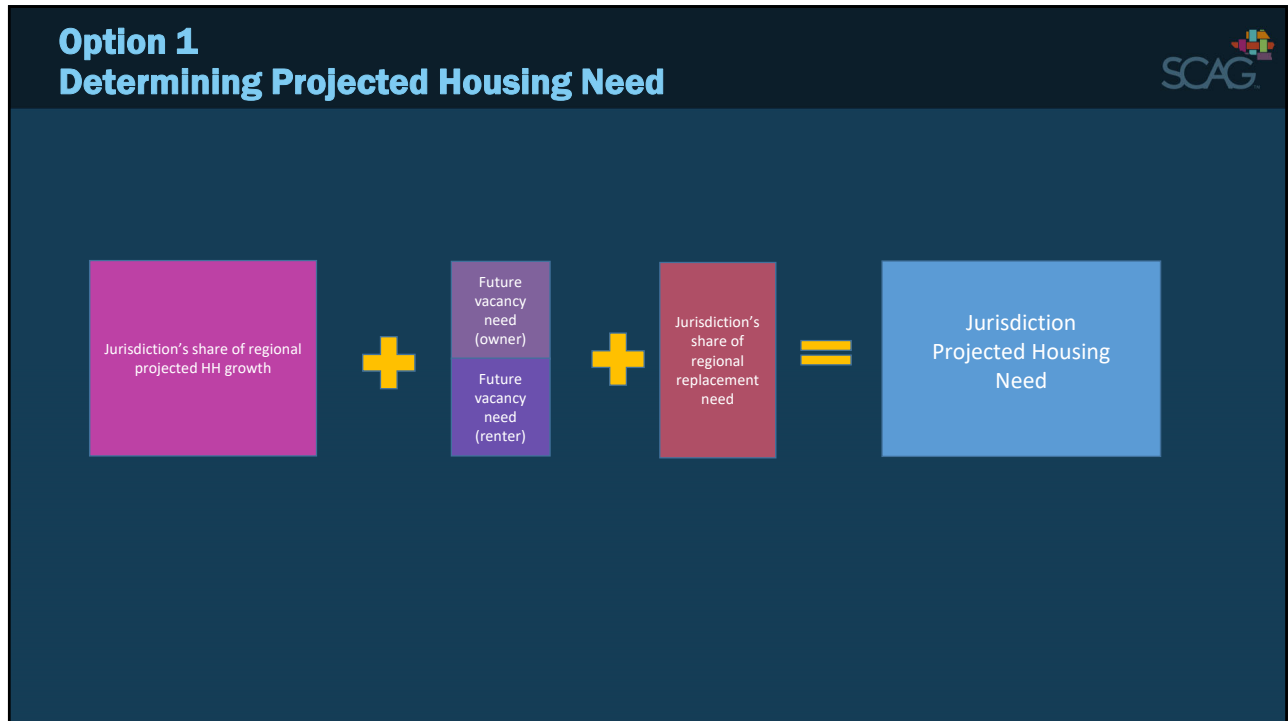 Option 1
Determining Projected Housing Need
SCAG
Jurisdiction's share of regional
projected HH growth
Future
vacancy
need
(owner)
Future
vacancy
need
(renter)
Jurisdiction's
share of
regional
replacement
need
Jurisdiction
Projected Housing
Need